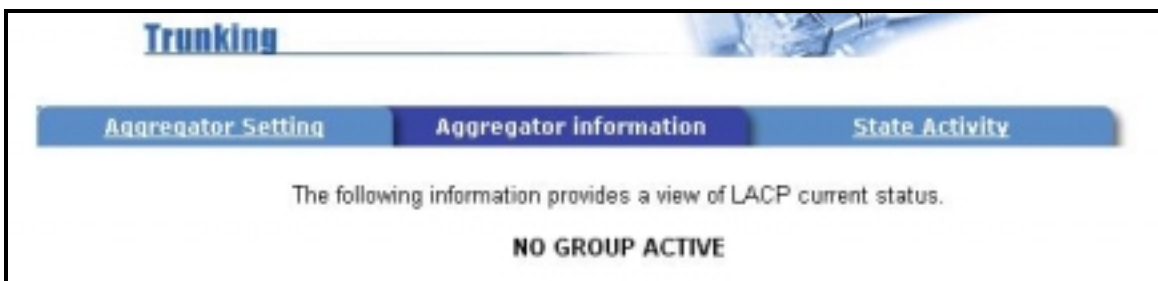 Trunking
Aggregator Setting Aggregator information State Activity
The following information provides a view of LACP current status.
NO GROUP ACTIVE